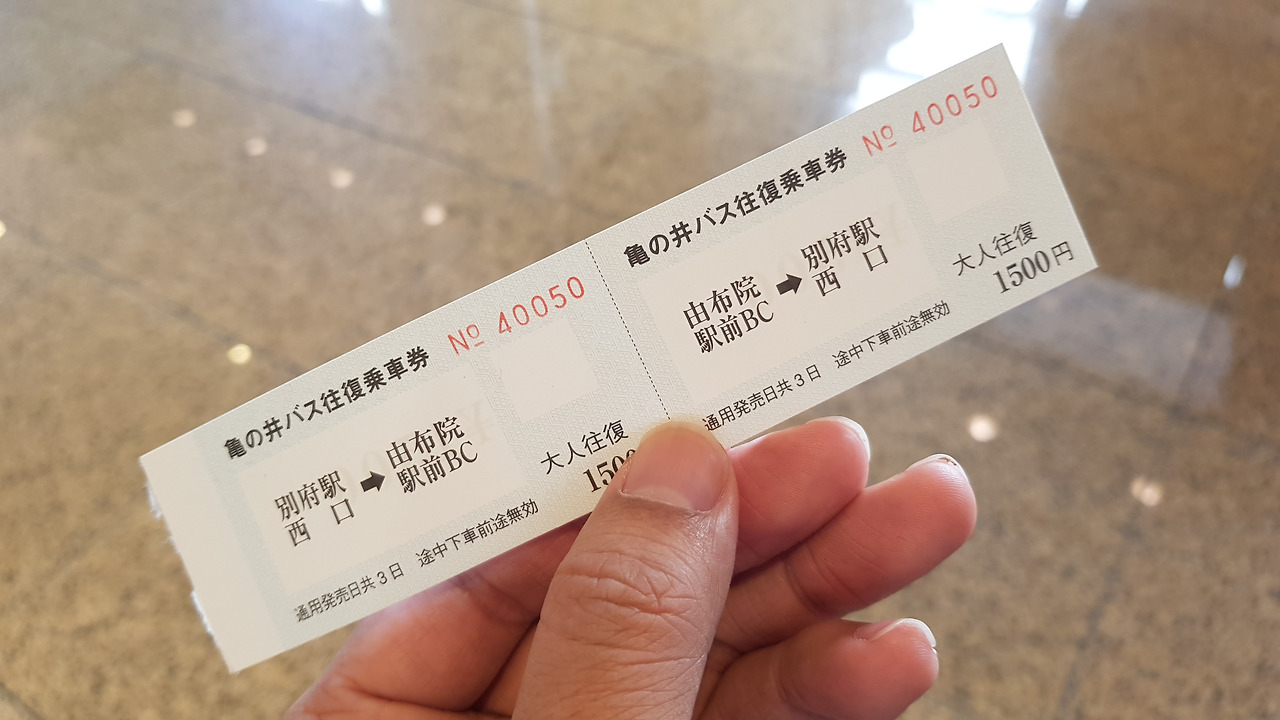 亀の井バス往復乗車券 № 40050
別府駅 ➡ 由布院
西 口 駅前BC
大人往復
150
通用発売日共3日 途中下車前途無効
亀の井バス往復乗車券 № 40050
由布院 ➡ 別府駅
駅前BC 西 口
大人往復
1500円
通用発売日共3日 途中下車前途無効